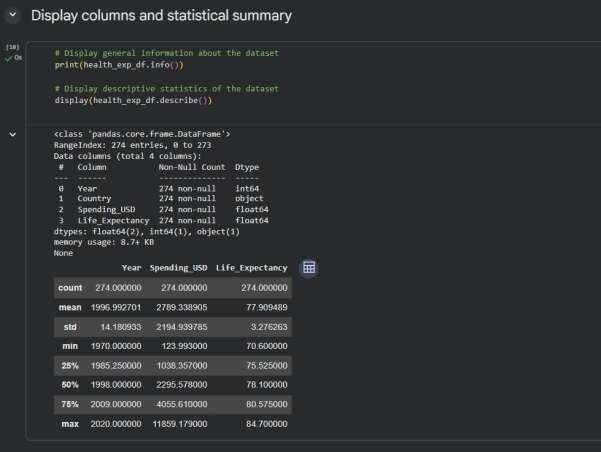 Display columns and statistical summary
[10]
0s
# Display general information about the dataset
print(health_exp_df.info())
# Display descriptive statistics of the dataset
display(health_exp_df.describe())
<class 'pandas.core.frame.DataFrame'>
RangeIndex: 274 entries, 0 to 273
Data columns (total 4 columns):
#   Column           Non-Null Count  Dtype
---  ------           --------------  -----
0   Year             274 non-null    int64
1   Country          274 non-null    object
2   Spending_USD     274 non-null    float64
3   Life_Expectancy  274 non-null    float64
dtypes: float64(2), int64(1), object(1)
memory usage: 8.7+ KB
None
Year Spending_USD Life_Expectancy
count 274.000000 274.000000 274.000000
mean 1996.992701 2789.338905 77.909489
std 14.180933 2194.939785 3.276263
min 1970.000000 123.993000 70.600000
25% 1985.250000 1038.357000 75.525000
50% 1998.000000 2295.578000 78.100000
75% 2009.000000 4055.610000 80.575000
max 2020.000000 11859.179000 84.700000